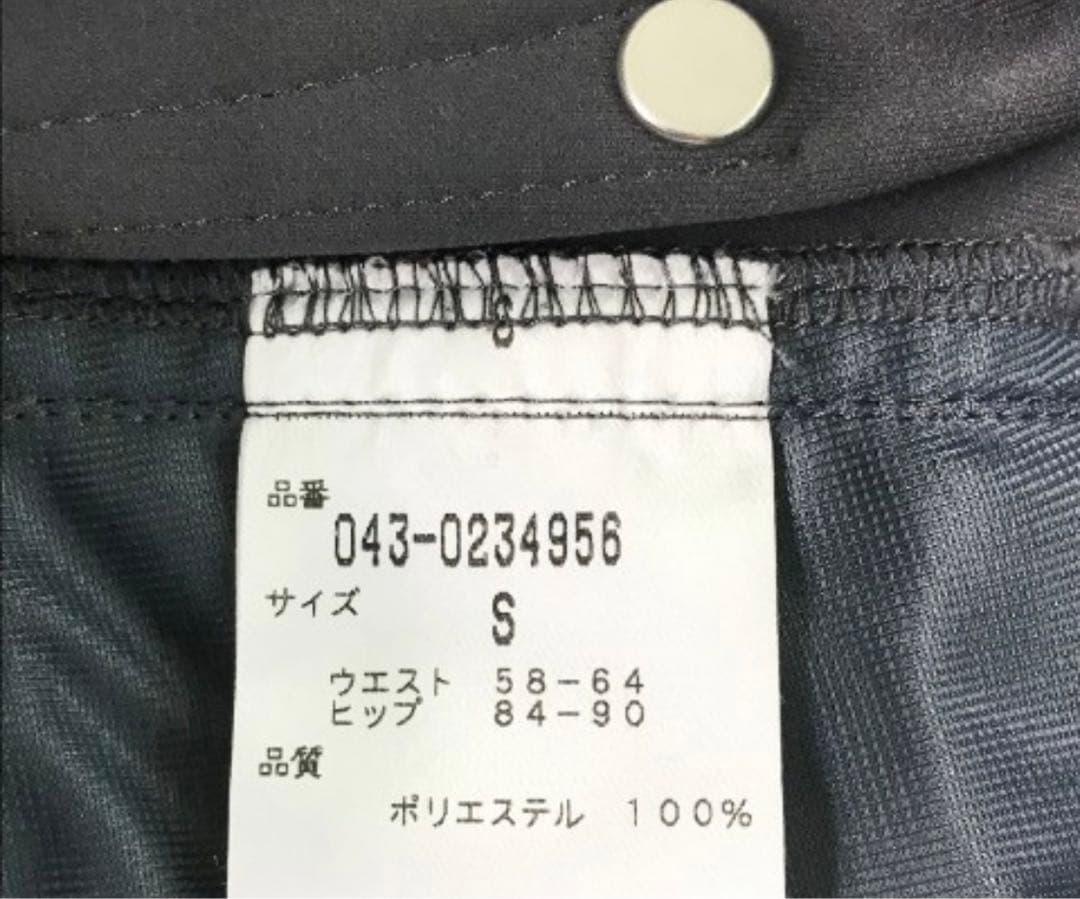 品番
043-0234956
サイズ S
ウエスト 58-64
ヒップ 84-90
品質
ポリエステル 100%